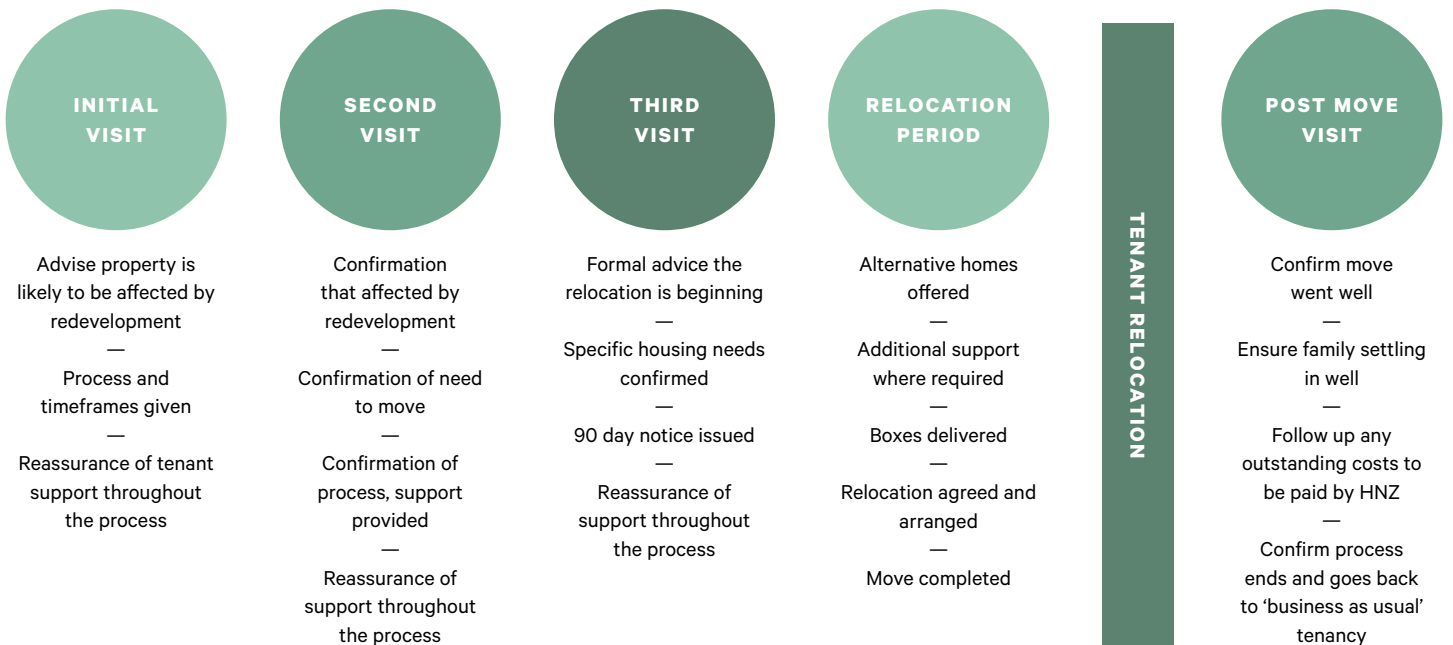 INITIAL
VISIT
Advise property is
likely to be affected by
redevelopment
—
Process and
timeframes given
—
Reassurance of tenant
support throughout
the process
SECOND
VISIT
Confirmation
that affected by
redevelopment
—
Confirmation of need
to move
—
Confirmation of
process, support
provided
—
Reassurance of
support throughout
the process
THIRD
VISIT
Formal advice the
relocation is beginning
—
Specific housing needs
confirmed
—
90 day notice issued
—
Reassurance of
support throughout
the process
RELOCATION
PERIOD
Alternative homes
offered
—
Additional support
where required
—
Boxes delivered
—
Relocation agreed and
arranged
—
Move completed
TENANT RELOCATION
POST MOVE
VISIT
Confirm move
went well
—
Ensure family settling
in well
—
Follow up any
outstanding costs to
be paid by HNZ
—
Confirm process
ends and goes back
to ‘business as usual’
tenancy